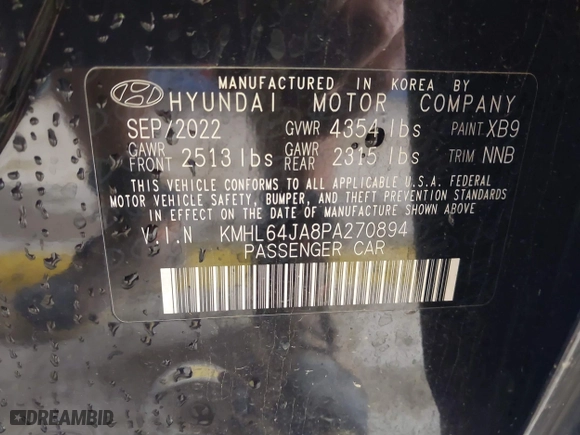 MANUFACTURED IN KOREA BY
HYUNDAI MOTOR COMPANY
SEP/2022 GVWR 4354 lbs PAINT XB9
GAWR FRONT 2513 lbs GAWR REAR 2315 lbs TRIM NNB
THIS VEHICLE CONFORMS TO ALL APPLICABLE U.S.A. FEDERAL
MOTOR VEHICLE SAFETY, BUMPER, AND THEFT PREVENTION STANDARDS
IN EFFECT ON THE DATE OF MANUFACTURE SHOWN ABOVE
V.I.N KMHL64JA8PA270894
PASSENGER CAR
DREAMBID